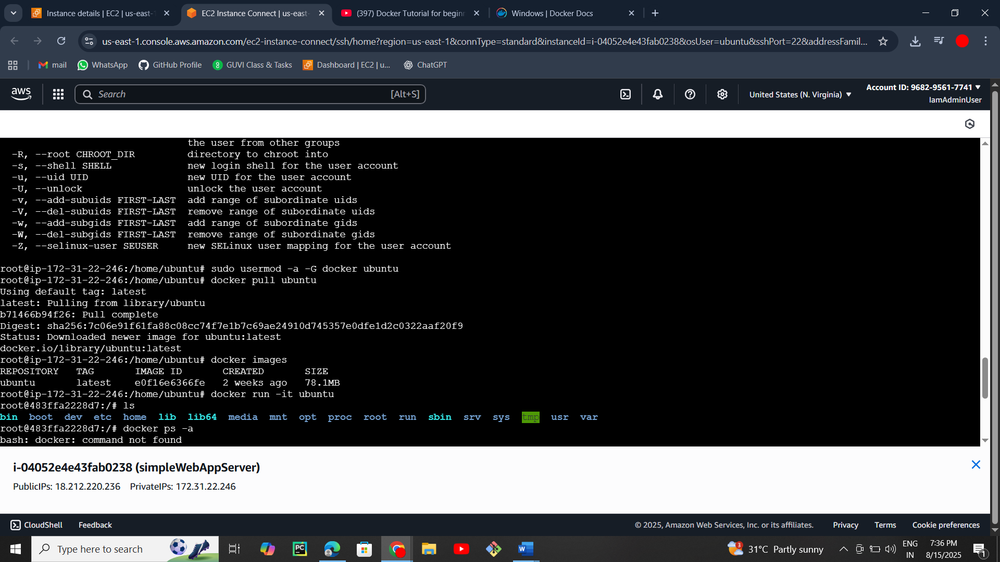 Instance details | EC2 | us-east-1
EC2 Instance Connect | us-east-
(397) Docker Tutorial for beginn
Windows | Docker Docs
us-east-1.console.aws.amazon.com/ec2-instance-connect/ssh/home?region=us-east-1&connType=standard&instanceId=i-04052e4e43fab0238&osUser=ubuntu&sshPort=22&addressFamil...
mail
WhatsApp
GitHub Profile
GUVI Class & Tasks
Dashboard | EC2 | u...
ChatGPT
aws
Search
[Alt+S]
United States (N. Virginia)
Account ID: 9682-9561-7741
IamAdminUser
the user from other groups
-R, --root CHROOT_DIR directory to chroot into
-s, --shell SHELL new login shell for the user account
-u, --uid UID new UID for the user account
-U, --unlock unlock the user account
-v, --add-subuids FIRST-LAST add range of subordinate uids
-V, --del-subuids FIRST-LAST remove range of subordinate uids
-w, --add-subgids FIRST-LAST add range of subordinate gids
-W, --del-subgids FIRST-LAST remove range of subordinate gids
-Z, --selinux-user SEUSER new SELinux user mapping for the user account
root@ip-172-31-22-246:/home/ubuntu# sudo usermod -a -G docker ubuntu
root@ip-172-31-22-246:/home/ubuntu# docker pull ubuntu
Using default tag: latest
latest: Pulling from library/ubuntu
b71466b94f26: Pull complete
Digest: sha256:7c06e91f61fa88c08cc74f7e1b7c69ae24910d745357e0dfe1d2c0322aaf20f9
Status: Downloaded newer image for ubuntu:latest
docker.io/library/ubuntu:latest
root@ip-172-31-22-246:/home/ubuntu# docker images
REPOSITORY TAG IMAGE ID CREATED SIZE
ubuntu latest e0f16e6366fe 2 weeks ago 78.1MB
root@ip-172-31-22-246:/home/ubuntu# docker run -it ubuntu
root@483ffa2228d7:/# ls
bin boot dev etc home lib lib64 media mnt opt proc root run sbin srv sys tmp usr var
root@483ffa2228d7:/# docker ps -a
bash: docker: command not found
i-04052e4e43fab0238 (simpleWebAppServer)
PublicIPs: 18.212.220.236 PrivateIPs: 172.31.22.246
CloudShell
Feedback
© 2025, Amazon Web Services, Inc. or its affiliates.
Privacy
Terms
Cookie preferences
Type here to search
PC
W
3
31°C Partly sunny
ENG
IN
7:36 PM
8/15/2025
1